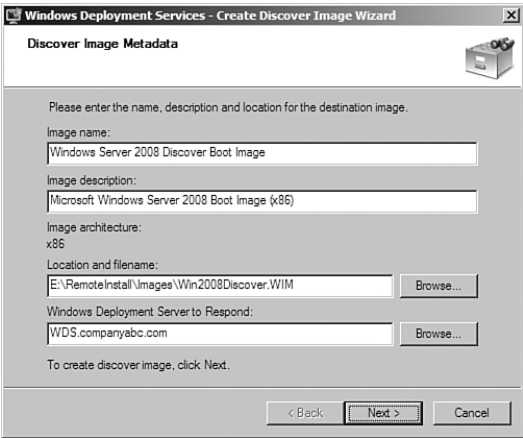 Windows Deployment Services - Create Discover Image Wizard
Discover Image Metadata
Please enter the name, description and location for the destination image.
Image name:
Windows Server 2008 Discover Boot Image
Image description:
Microsoft Windows Server 2008 Boot Image (x86)
Image architecture:
x86
Location and filename:
E:\RemoteInstall\Images\Win2008Discover.WIM
Browse...
Windows Deployment Server to Respond:
WDS.companyabc.com
Browse...
To create discover image, click Next.
< Back
Next >
Cancel